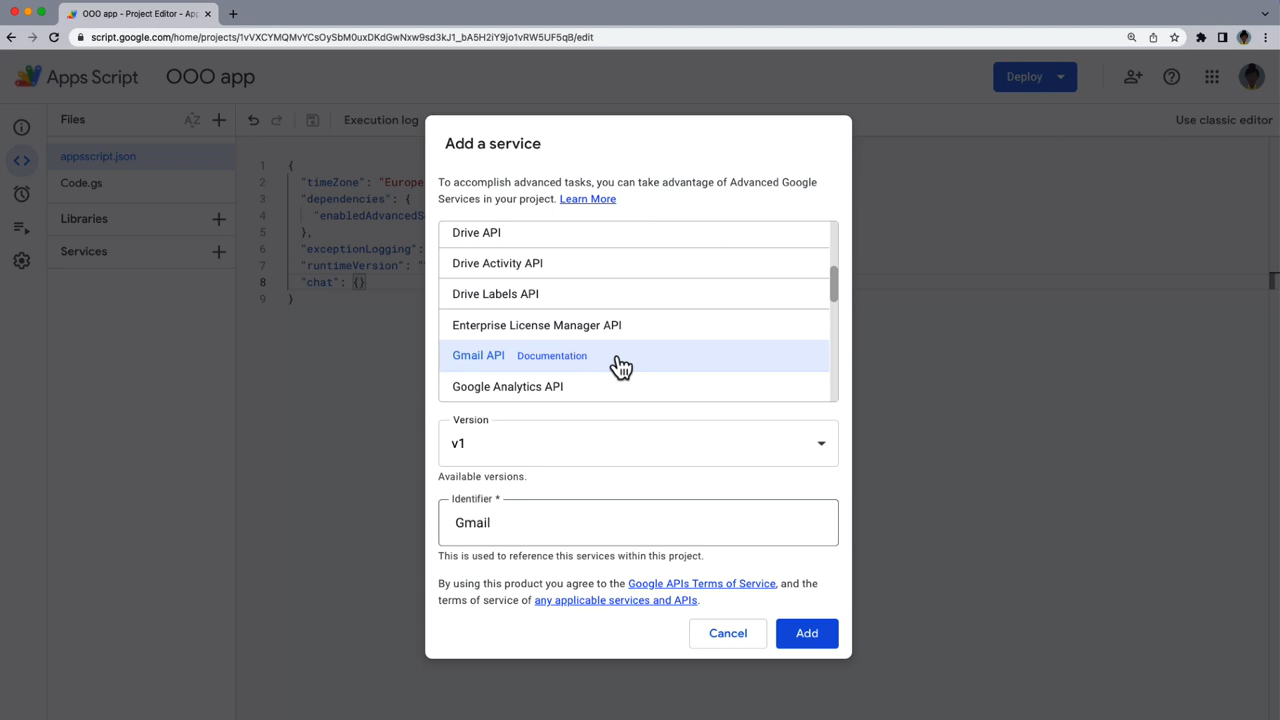 OOO app - Project Editor - App
script.google.com/home/projects/1vVXCYMQMvYCsOySbM0uxDKdGwNxw9sd3kJ1_bA5H2iY9jo1vRW5UF5qB/edit
Apps Script
OOO app
Deploy
Files
AZ
Execution log
Use classic editor
appsscript.json
Code.gs
Libraries
Services
1 {
2 "timeZone": "Europe
3 "dependencies": {
4 "enabledAdvancedS
5 },
6 "exceptionLogging":
7 "runtimeVersion": "
8 "chat": {}
9 }
Add a service
To accomplish advanced tasks, you can take advantage of Advanced Google
Services in your project. Learn More
Drive API
Drive Activity API
Drive Labels API
Enterprise License Manager API
Gmail API Documentation
Google Analytics API
Version
v1
Available versions.
Identifier *
Gmail
This is used to reference this services within this project.
By using this product you agree to the Google APIs Terms of Service, and the
terms of service of any applicable services and APIs.
Cancel
Add